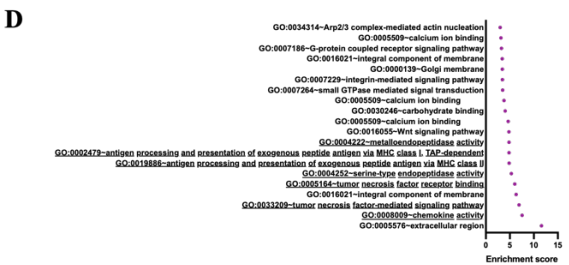 D
GO:0034314~Arp2/3 complex-mediated actin nucleation
GO:0005509~calcium ion binding
GO:0007186~G-protein coupled receptor signaling pathway
GO:0016021~integral component of membrane
GO:0000139~Golgi membrane
GO:0007229~integrin-mediated signaling pathway
GO:0007264~small GTPase mediated signal transduction
GO:0005509~calcium ion binding
GO:0030246~carbohydrate binding
GO:0005509~calcium ion binding
GO:0016055~Wnt signaling pathway
GO:0004222~metalloendopeptidase activity
GO:0002479~antigen processing and presentation of exogenous peptide antigen via MHC class I, TAP-dependent
GO:0019886~antigen processing and presentation of exogenous peptide antigen via MHC class II
GO:0004252~serine-type endopeptidase activity
GO:0005164~tumor necrosis factor receptor binding
GO:0016021~integral component of membrane
GO:0033209~tumor necrosis factor-mediated signaling pathway
GO:0008009~chemokine activity
GO:0005576~extracellular region
0 5 10 15
Enrichment score